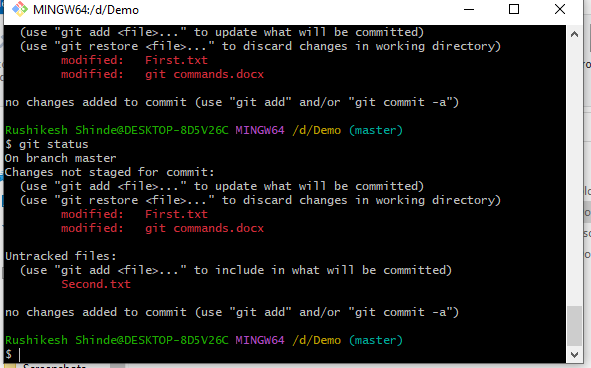 MINGW64:/d/Demo
(use "git add <file>..." to update what will be committed)
(use "git restore <file>..." to discard changes in working directory)
modified:   First.txt
modified:   git commands.docx
no changes added to commit (use "git add" and/or "git commit -a")
Rushikesh Shinde@DESKTOP-8D5V26C MINGW64 /d/Demo (master)
$ git status
On branch master
Changes not staged for commit:
(use "git add <file>..." to update what will be committed)
(use "git restore <file>..." to discard changes in working directory)
modified:   First.txt
modified:   git commands.docx
Untracked files:
(use "git add <file>..." to include in what will be committed)
Second.txt
no changes added to commit (use "git add" and/or "git commit -a")
Rushikesh Shinde@DESKTOP-8D5V26C MINGW64 /d/Demo (master)
$